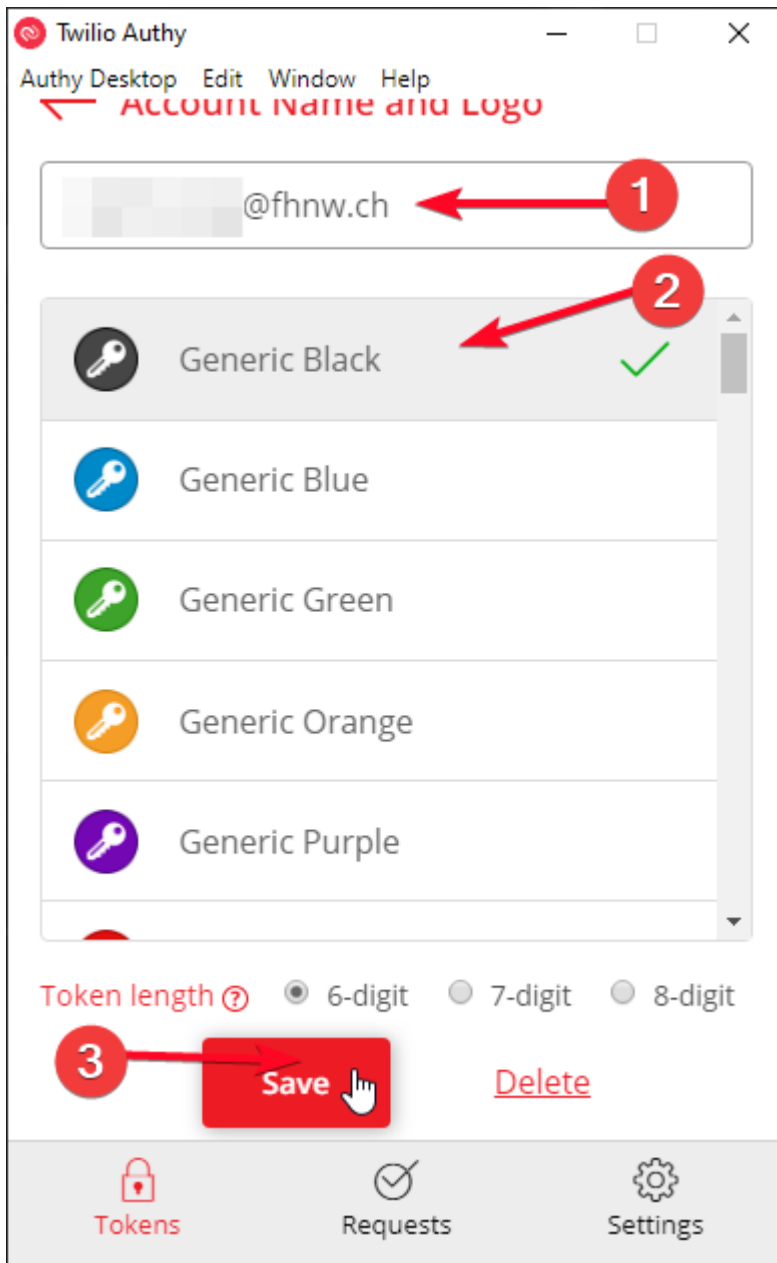 Twilio Authy
Authy Desktop Edit Window Help
Account Name and Logo
@fhnw.ch
1
2
Generic Black
Generic Blue
Generic Green
Generic Orange
Generic Purple
Token length ? 6-digit 7-digit 8-digit
3
Save Delete
Tokens Requests Settings